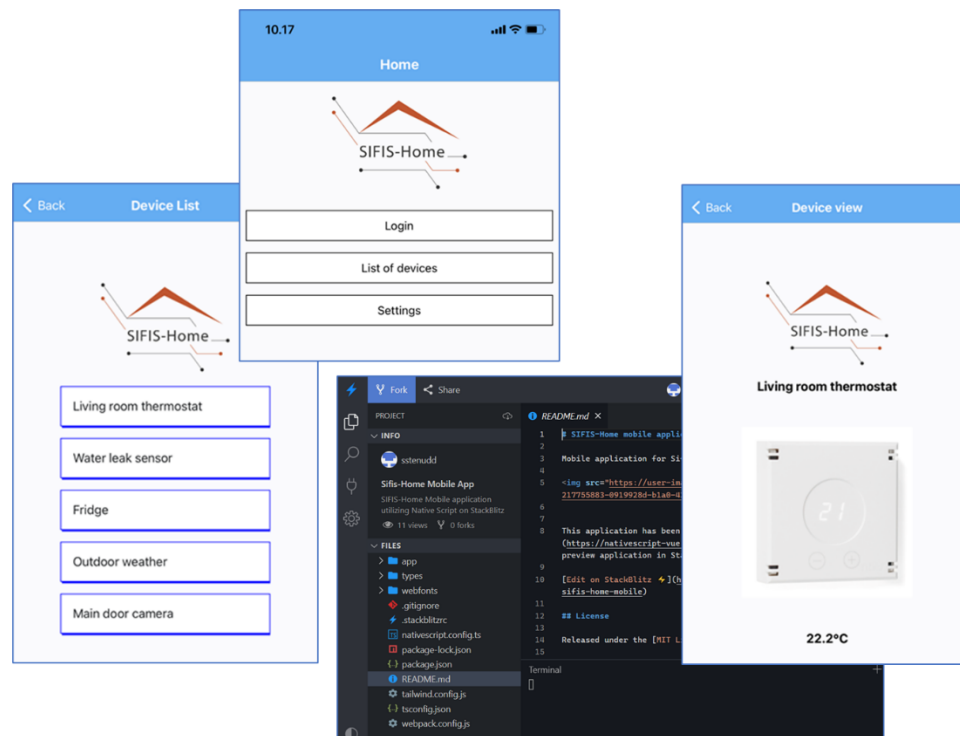 10.17
Home
SIFIS-Home
Login
List of devices
Settings
Back
Device List
SIFIS-Home
Living room thermostat
Water leak sensor
Fridge
Outdoor weather
Main door camera
Fork
Share
PROJECT
INFO
sstenudd
Sifis-Home Mobile App
SIFIS-Home Mobile application
utilizing Native Script on StackBlitz
11 views 0 forks
FILES
app
types
webfonts
.gitignore
.stackblitzrc
nativescript.config.ts
package-lock.json
{..} package.json
README.md
tailwind.config.js
{..} tsconfig.json
webpack.config.js
README.md ×
1 # SIFIS-Home mobile applic
2
3 Mobile application for Si
4
5 <img src="https://user-ima
217755883-0919928d-b1a0-4
6
7
8 This application has been
(https://nativescript-vue
preview application in Sta
9
10 [Edit on StackBlitz ⚡](h
sifis-home-mobile)
11
12 ## License
13
14 Released under the [MIT L
15
Terminal
Back
Device view
SIFIS-Home
Living room thermostat
21
22.2°C